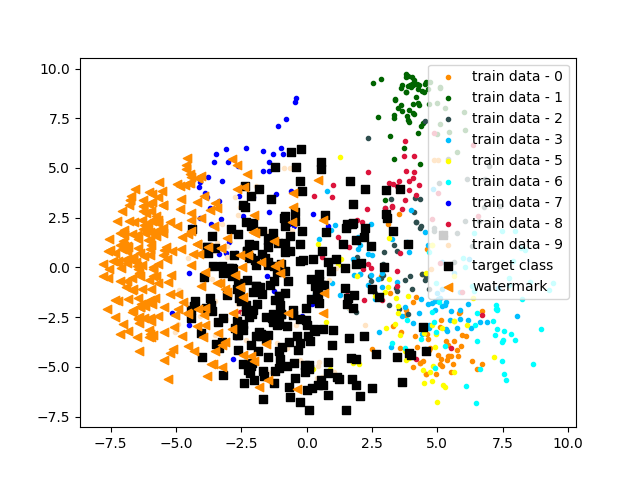 10.0
7.5
5.0
2.5
0.0
−2.5
−5.0
−7.5
−7.5
−5.0
−2.5
0.0
2.5
5.0
7.5
10.0
train data - 0
train data - 1
train data - 2
train data - 3
train data - 5
train data - 6
train data - 7
train data - 8
train data - 9
target class
watermark